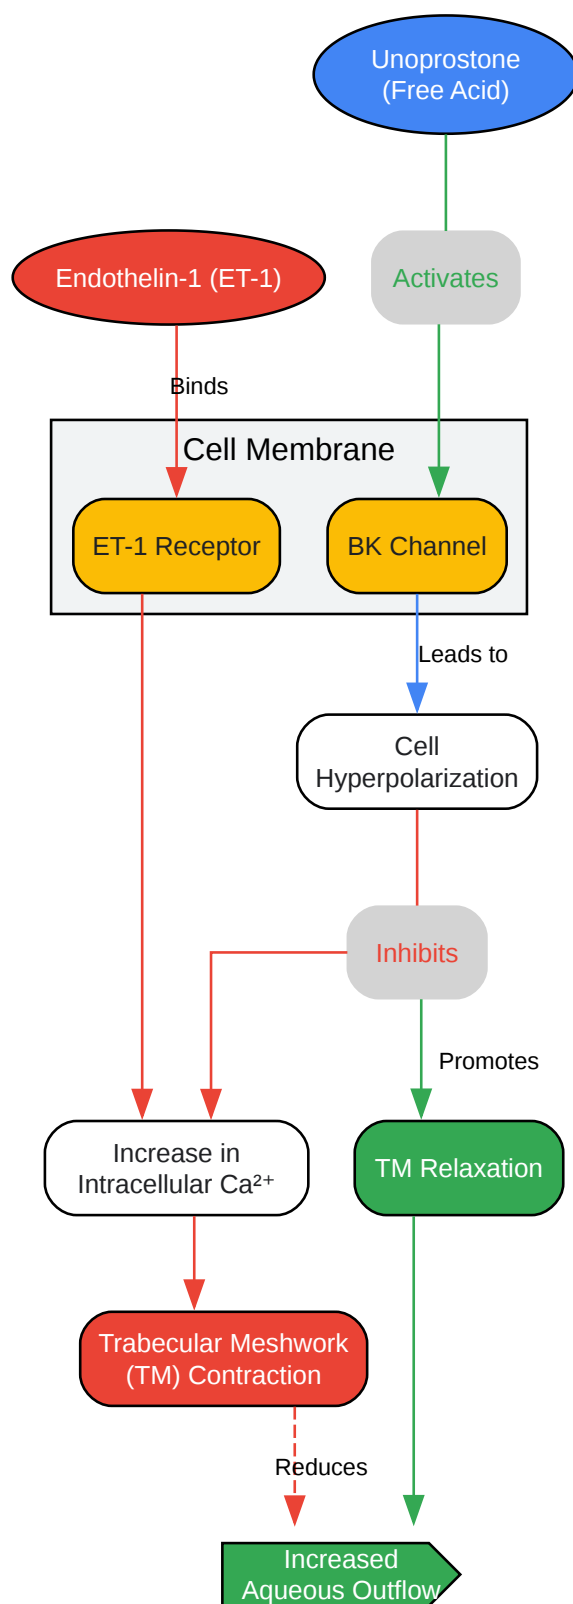 Unoprostone
(Free Acid)
Endothelin-1 (ET-1)
Activates
Binds
Cell Membrane
ET-1 Receptor
BK Channel
Leads to
Cell
Hyperpolarization
Inhibits
Promotes
Increase in
Intracellular Ca²⁺
TM Relaxation
Trabecular Meshwork
(TM) Contraction
Reduces
Increased
Aqueous Outflow